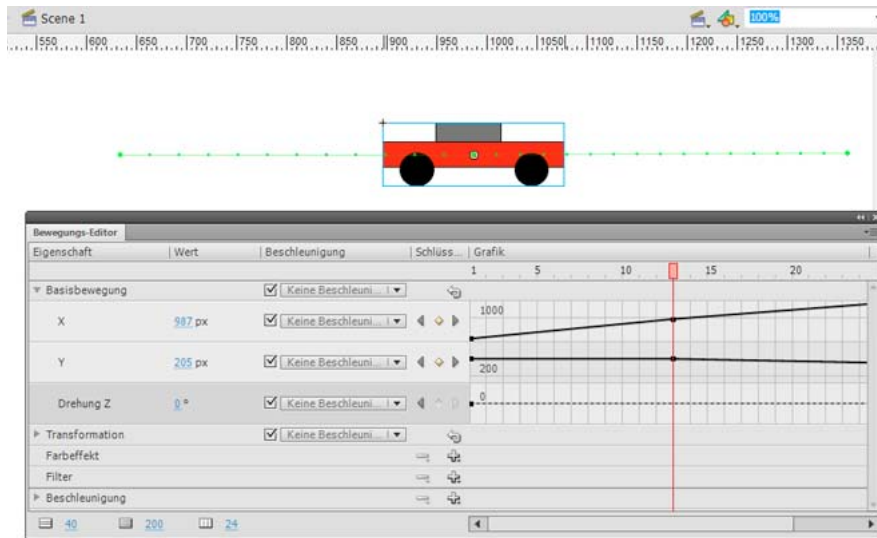 Scene 1
100%
550 600 650 700 750 800 850 900 950 1000 1050 1100 1150 1200 1250 1300 1350
Bewegungs-Editor
Eigenschaft Wert Beschleunigung Schlüss... Grafik
1 5 10 15 20
Basisbewegung Keine Beschleuni...
X 987 px Keine Beschleuni... 1000
Y 205 px Keine Beschleuni... 200
Drehung Z 0 ° Keine Beschleuni... 0
Transformation Keine Beschleuni...
Farbeffekt
Filter
Beschleunigung
40 200 24